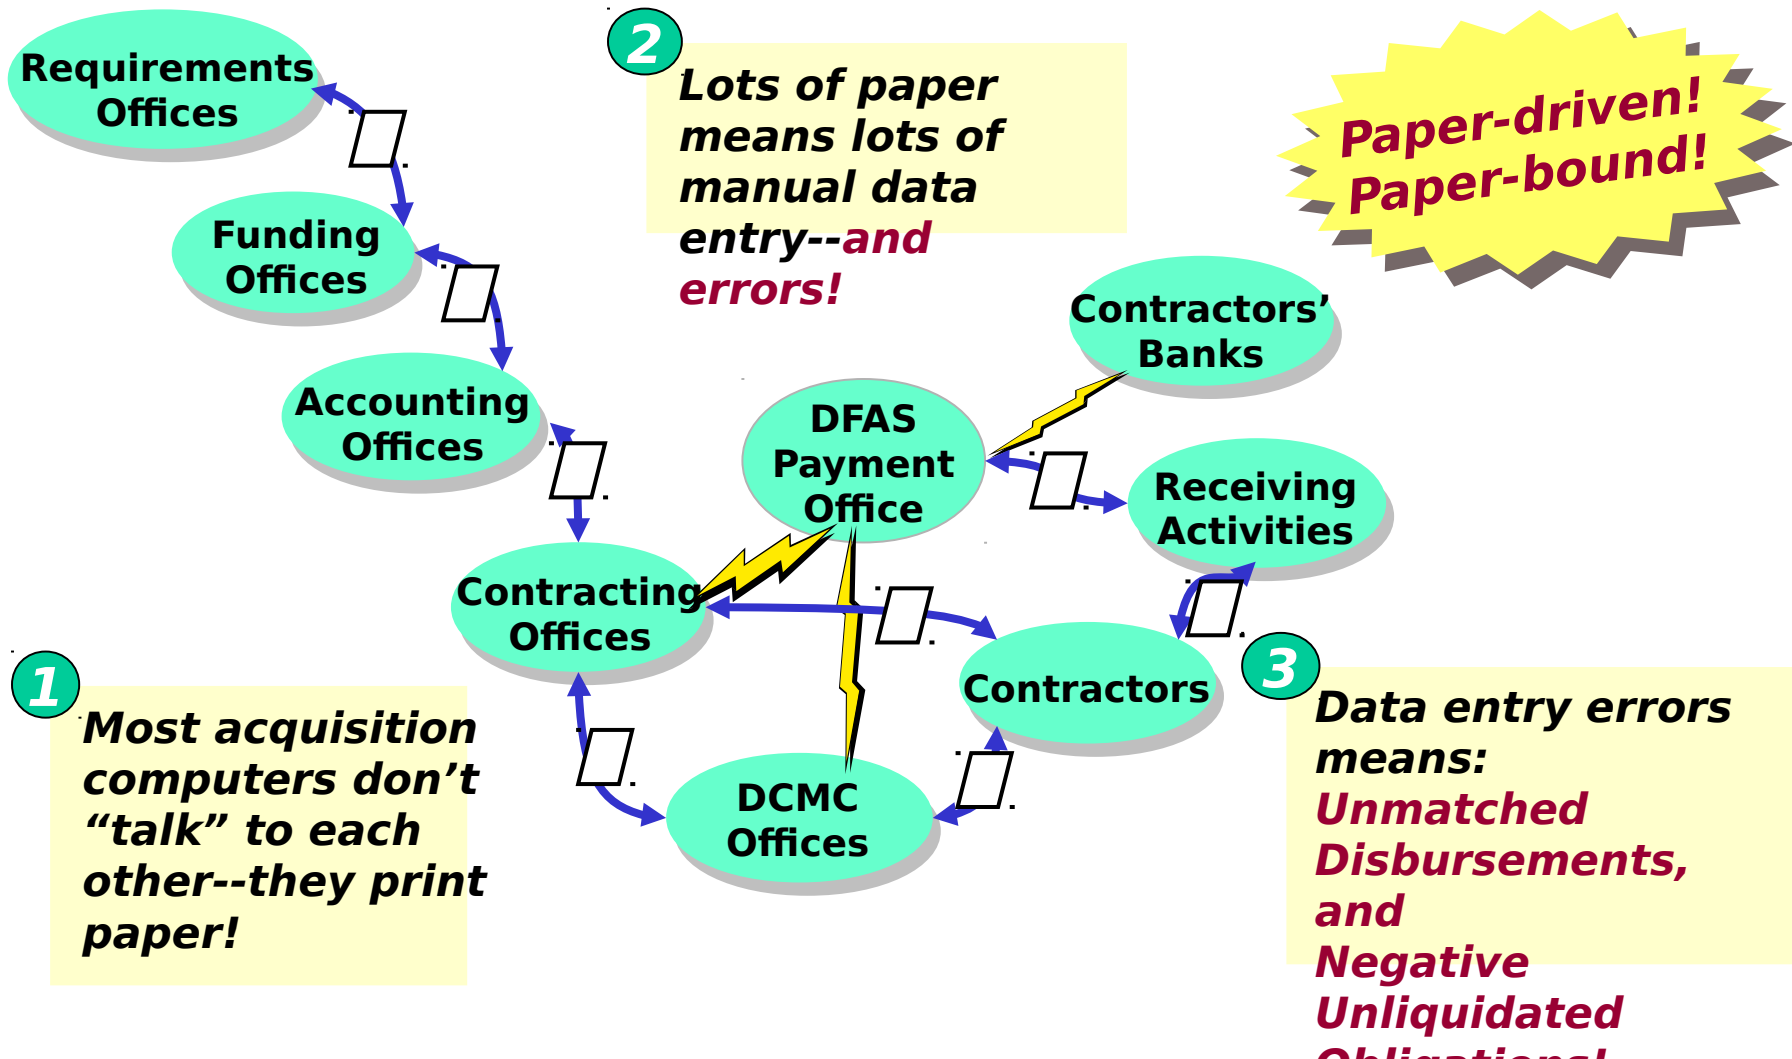 Requirements
Offices
2
Lots of paper
means lots of
manual data
entry--and
errors!
Paper-driven!
Paper-bound!
Funding
Offices
Contractors’
Banks
Accounting
Offices
DFAS
Payment
Office
Receiving
Activities
Contracting
Offices
Contractors
DCMC
Offices
1
Most acquisition
computers don’t
“talk” to each
other--they print
paper!
3
Data entry errors
means:
Unmatched
Disbursements,
and
Negative
Unliquidated
Obligations!